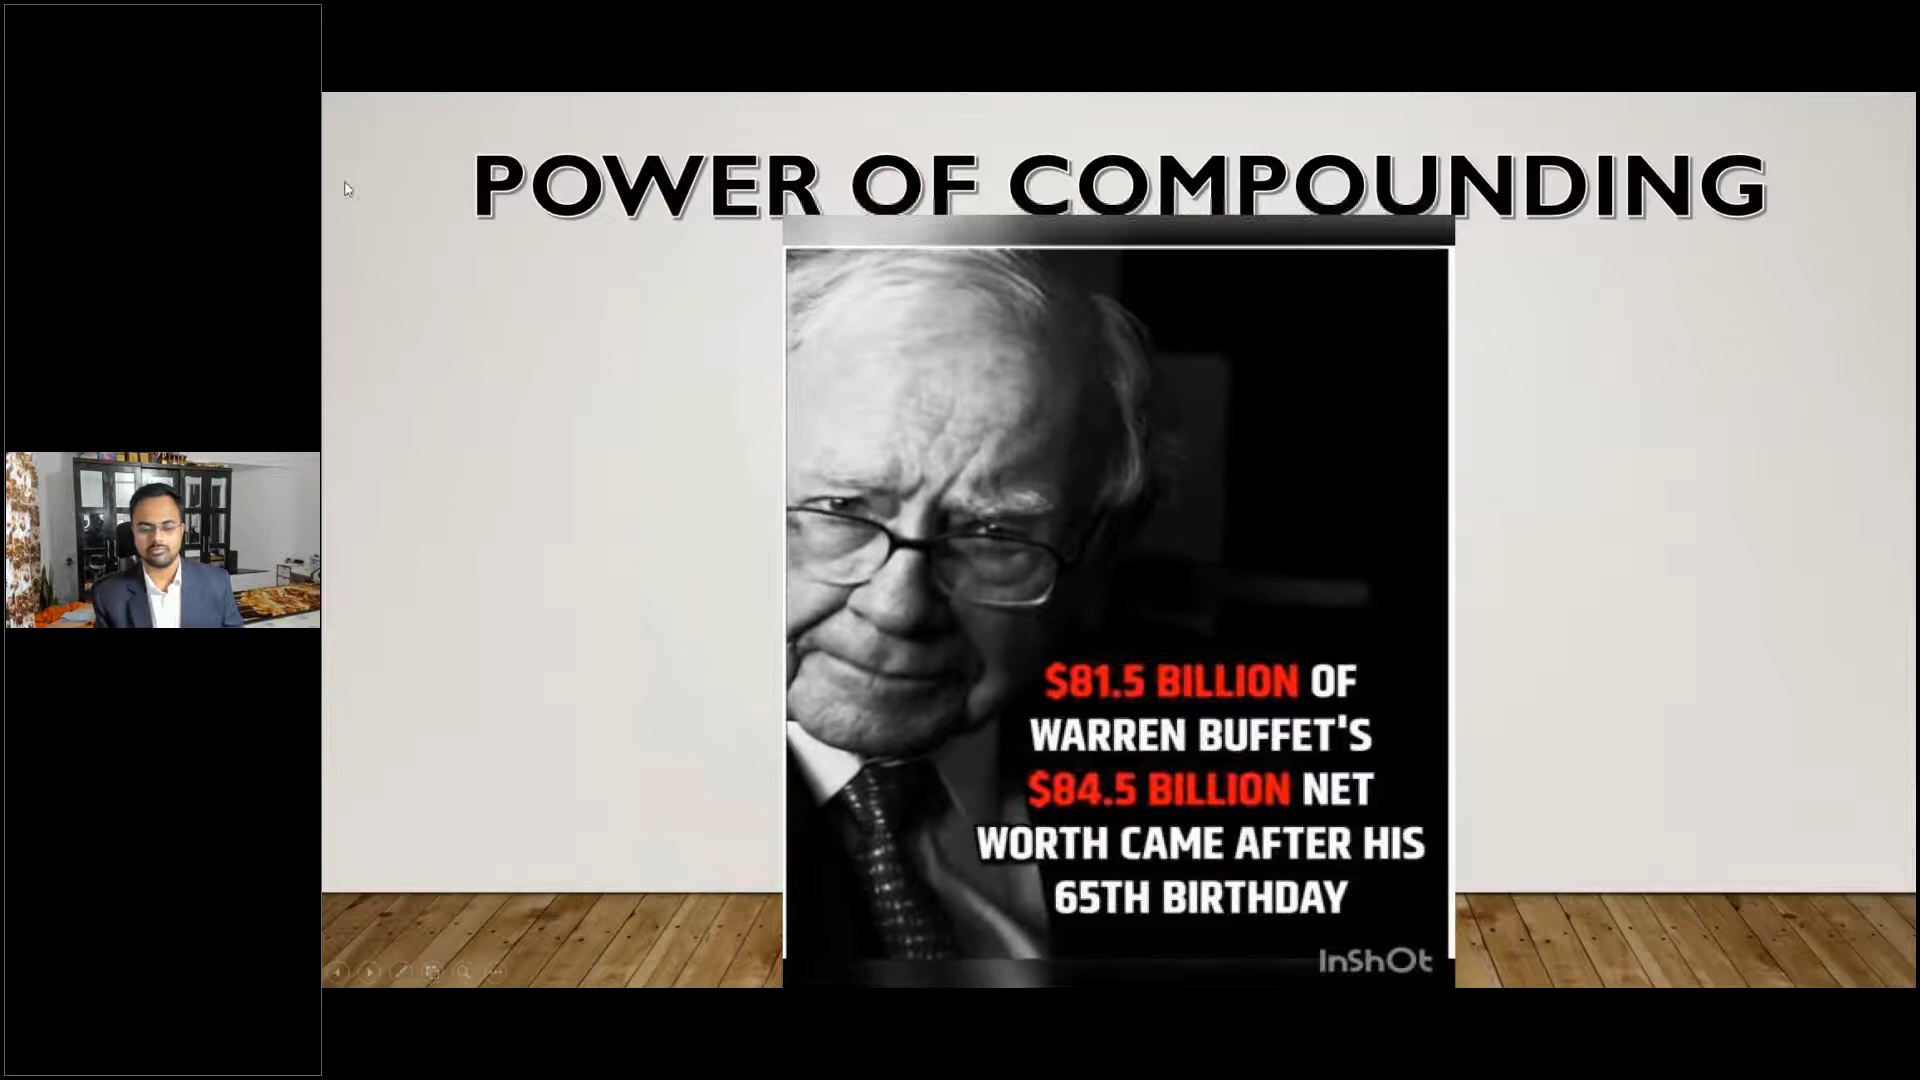 POWER OF COMPOUNDING
$81.5 BILLION OF
WARREN BUFFET'S
$84.5 BILLION NET
WORTH CAME AFTER HIS
65TH BIRTHDAY
InShOt